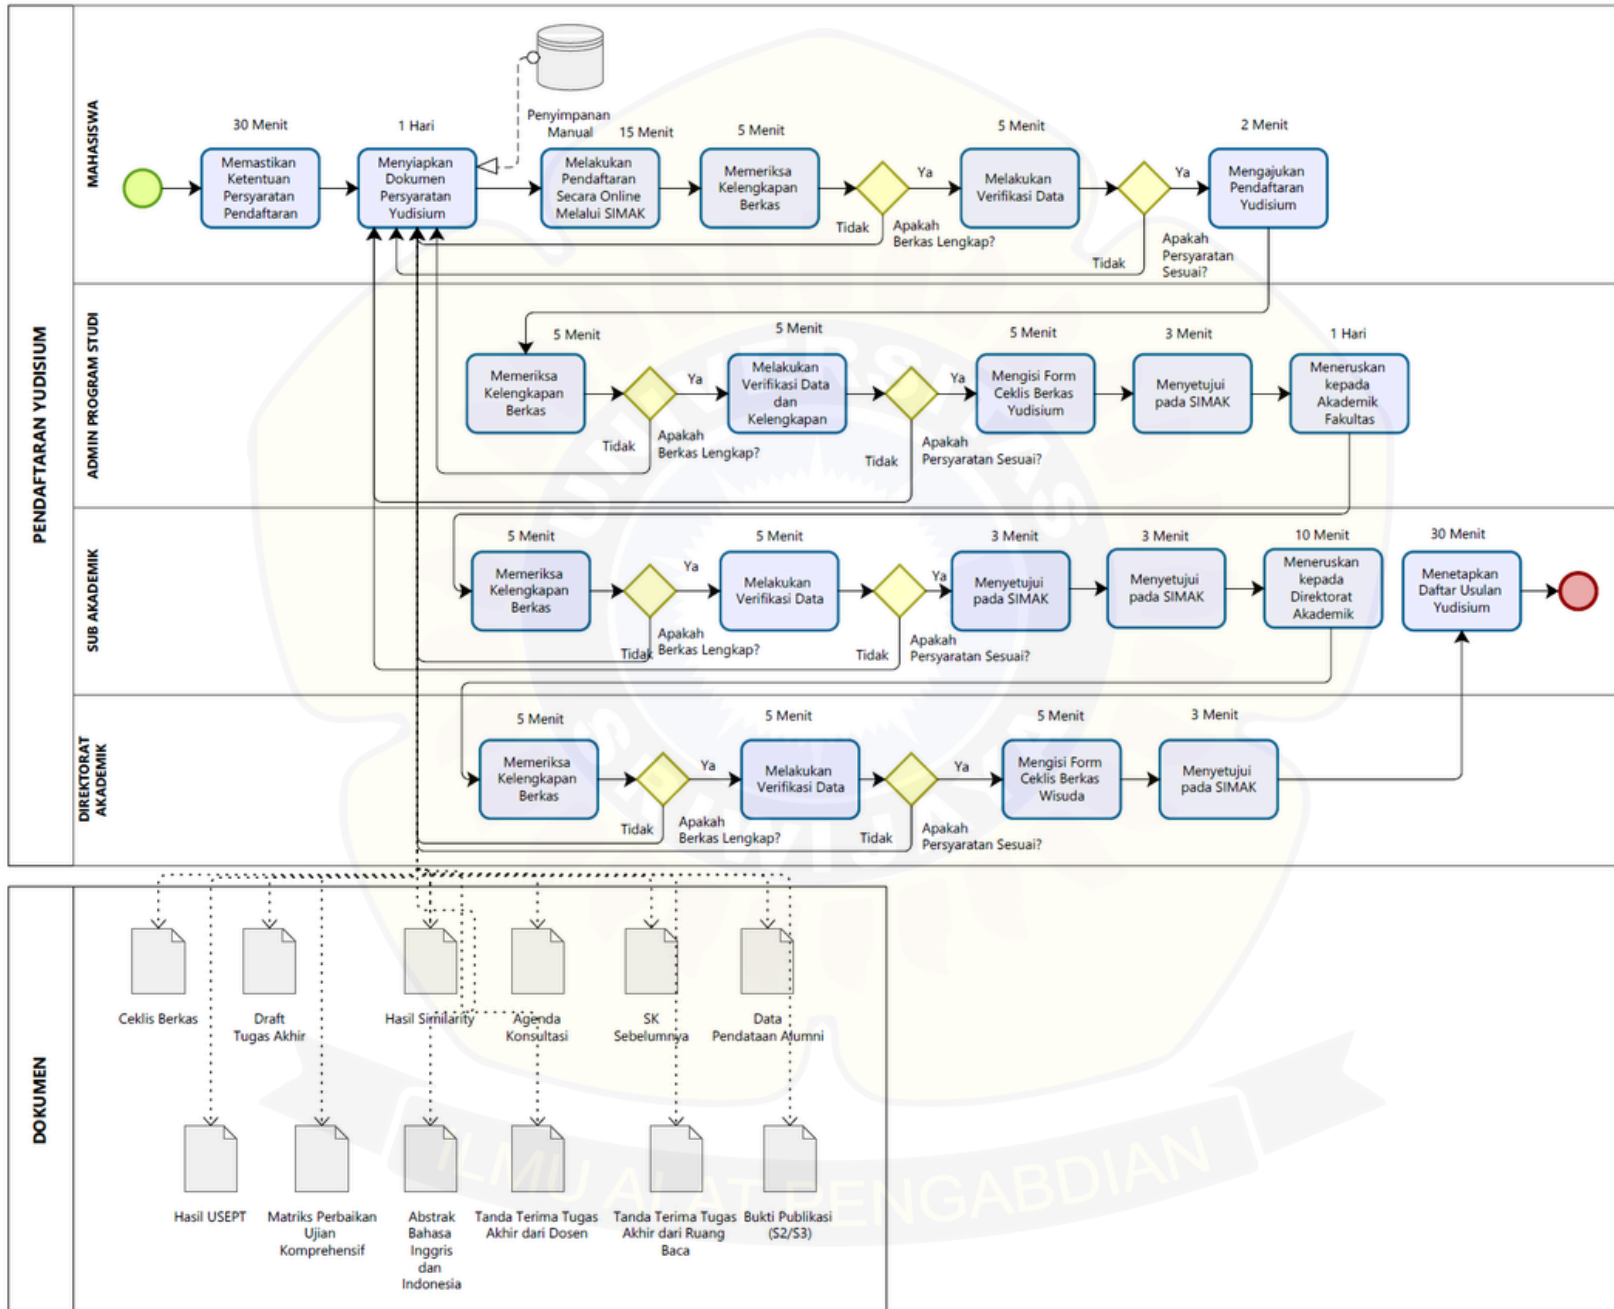 PENDAFTARAN YUDISIUM
MAHASISWA
Penyimpanan
Manual
30 Menit
1 Hari
15 Menit
5 Menit
5 Menit
2 Menit
Memastikan
Ketentuan
Persyaratan
Pendaftaran
Menyiapkan
Dokumen
Persyaratan
Yudisium
Melakukan
Pendaftaran
Secara Online
Melalui SIMAK
Memeriksa
Kelengkapan
Berkas
Ya
Tidak
Apakah
Berkas Lengkap?
Melakukan
Verifikasi Data
Ya
Tidak
Apakah
Persyaratan
Sesuai?
Mengajukan
Pendaftaran
Yudisium
ADMIN PROGRAM STUDI
5 Menit
5 Menit
5 Menit
3 Menit
1 Hari
Memeriksa
Kelengkapan
Berkas
Ya
Tidak
Apakah
Berkas Lengkap?
Melakukan
Verifikasi Data
dan
Kelengkapan
Ya
Tidak
Apakah
Persyaratan Sesuai?
Mengisi Form
Ceklis Berkas
Yudisium
Menyetujui
pada SIMAK
Meneruskan
kepada
Akademik
Fakultas
SUB AKADEMIK
5 Menit
5 Menit
3 Menit
3 Menit
10 Menit
30 Menit
Memeriksa
Kelengkapan
Berkas
Ya
Tidak
Apakah
Berkas Lengkap?
Melakukan
Verifikasi Data
Ya
Tidak
Apakah
Persyaratan Sesuai?
Menyetujui
pada SIMAK
Menyetujui
pada SIMAK
Meneruskan
kepada
Direktorat
Akademik
Menetapkan
Daftar Usulan
Yudisium
DIREKTORAT
AKADEMIK
5 Menit
5 Menit
5 Menit
3 Menit
Memeriksa
Kelengkapan
Berkas
Ya
Tidak
Apakah
Berkas Lengkap?
Melakukan
Verifikasi Data
Ya
Tidak
Apakah
Persyaratan Sesuai?
Mengisi Form
Ceklis Berkas
Wisuda
Menyetujui
pada SIMAK
DOKUMEN
Ceklis Berkas
Draft
Tugas Akhir
Hasil Similarity
Agenda
Konsultasi
SK
Sebelumnya
Data
Pendataan Alumni
Hasil USEPT
Matriks Perbaikan
Ujian
Komprehensif
Abstrak
Bahasa
Inggris
dan
Indonesia
Tanda Terima Tugas
Akhir dari Dosen
Tanda Terima Tugas
Akhir dari Ruang
Baca
Bukti Publikasi
(S2/S3)
UNIVERSITAS
SRIWIJAYA
ILMU ALAT PENGABDIAN